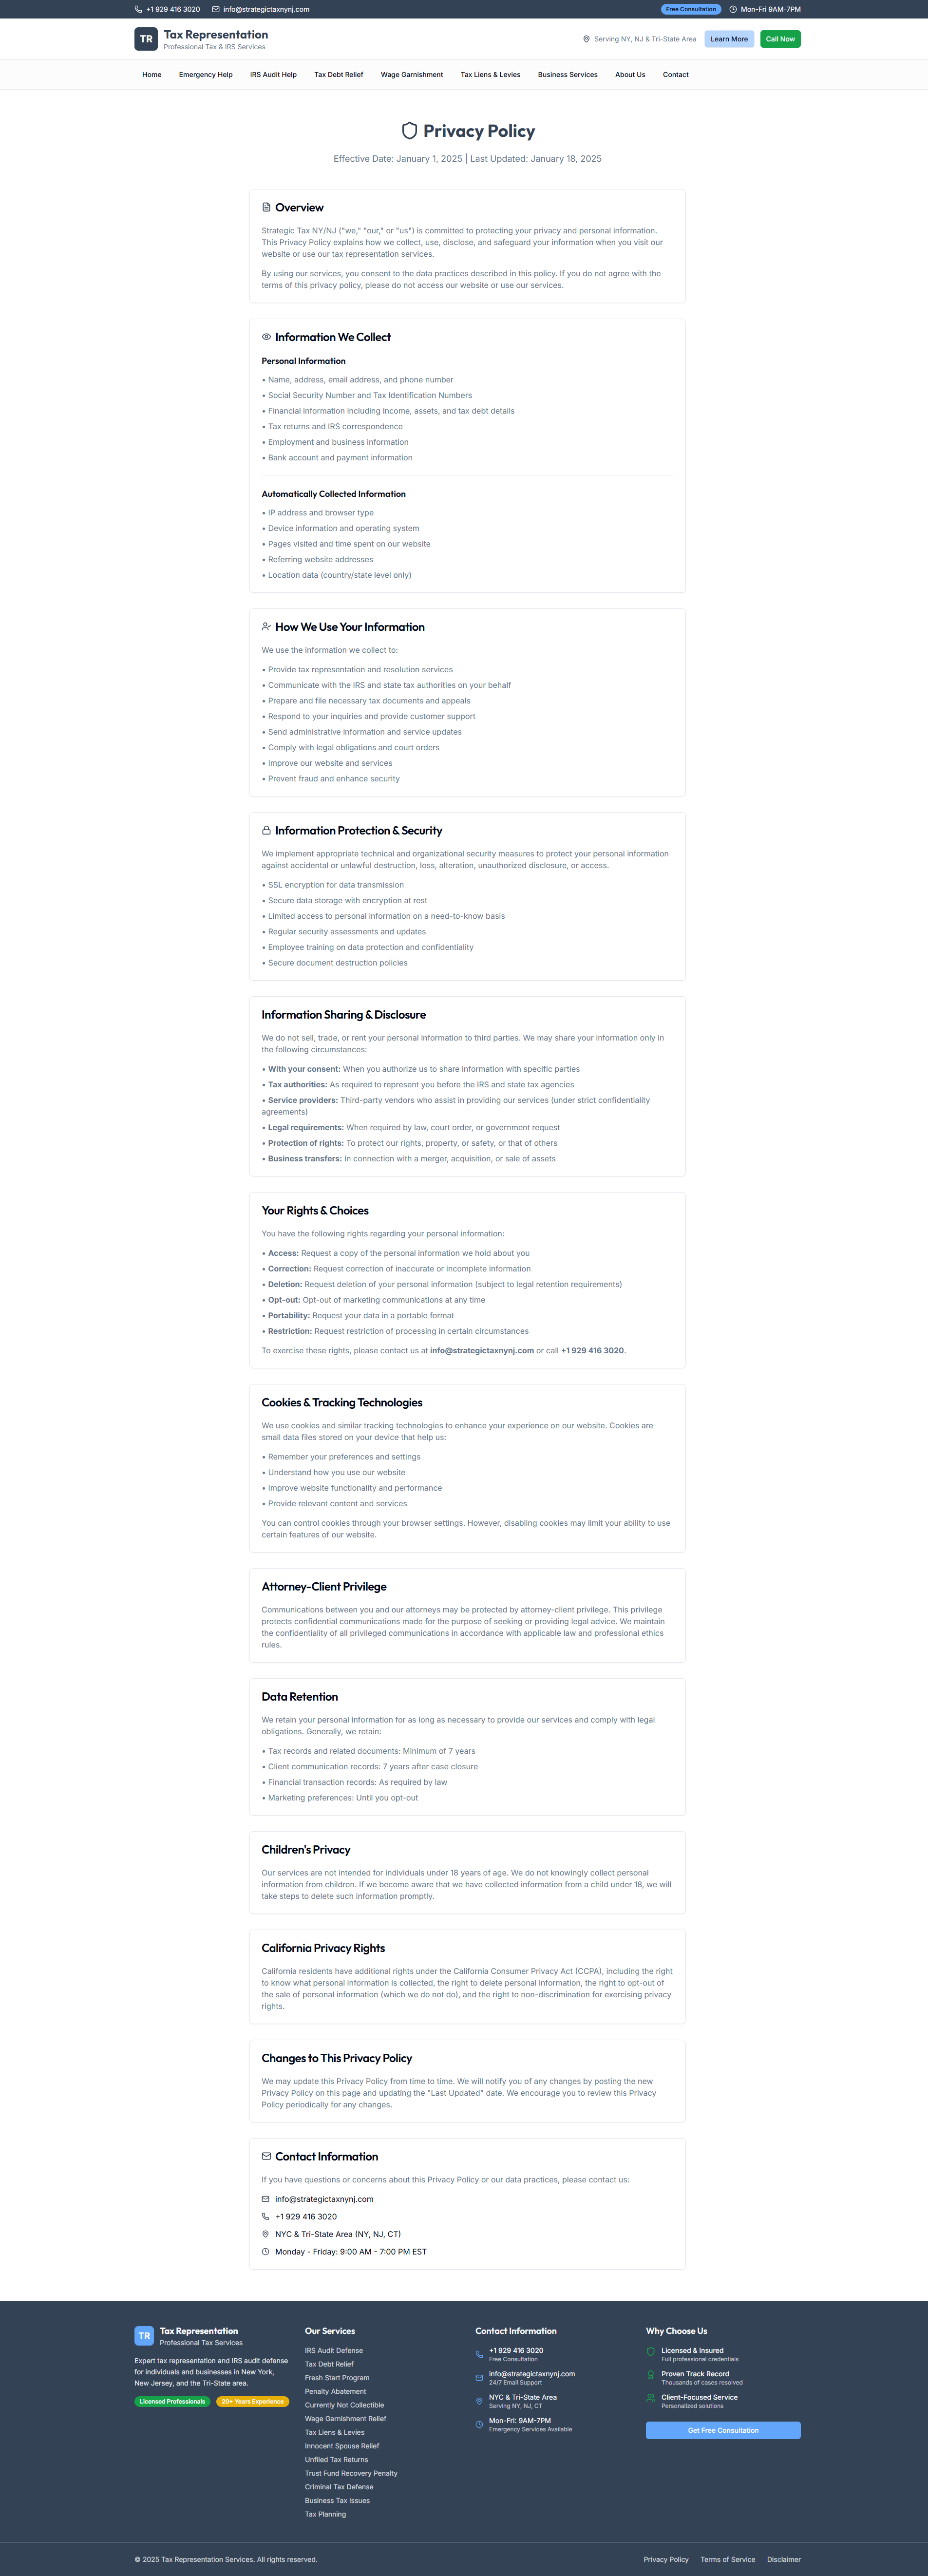 +1 929 416 3020
info@strategictaxnynj.com
Free Consultation
Mon-Fri 9AM-7PM
TR
Tax Representation
Professional Tax & IRS Services
Serving NY, NJ & Tri-State Area
Learn More
Call Now
Home
Emergency Help
IRS Audit Help
Tax Debt Relief
Wage Garnishment
Tax Liens & Levies
Business Services
About Us
Contact
Privacy Policy
Effective Date: January 1, 2025 | Last Updated: January 18, 2025
Overview
Strategic Tax NY/NJ ("we," "our," or "us") is committed to protecting your privacy and personal information.
This Privacy Policy explains how we collect, use, disclose, and safeguard your information when you visit our
website or use our tax representation services.
By using our services, you consent to the data practices described in this policy. If you do not agree with the
terms of this privacy policy, please do not access our website or use our services.
Information We Collect
Personal Information
• Name, address, email address, and phone number
• Social Security Number and Tax Identification Numbers
• Financial information including income, assets, and tax debt details
• Tax returns and IRS correspondence
• Employment and business information
• Bank account and payment information
Automatically Collected Information
• IP address and browser type
• Device information and operating system
• Pages visited and time spent on our website
• Referring website addresses
• Location data (country/state level only)
How We Use Your Information
We use the information we collect to:
• Provide tax representation and resolution services
• Communicate with the IRS and state tax authorities on your behalf
• Prepare and file necessary tax documents and appeals
• Respond to your inquiries and provide customer support
• Send administrative information and service updates
• Comply with legal obligations and court orders
• Improve our website and services
• Prevent fraud and enhance security
Information Protection & Security
We implement appropriate technical and organizational security measures to protect your personal information
against accidental or unlawful destruction, loss, alteration, unauthorized disclosure, or access.
• SSL encryption for data transmission
• Secure data storage with encryption at rest
• Limited access to personal information on a need-to-know basis
• Regular security assessments and updates
• Employee training on data protection and confidentiality
• Secure document destruction policies
Information Sharing & Disclosure
We do not sell, trade, or rent your personal information to third parties. We may share your information only in
the following circumstances:
• With your consent: When you authorize us to share information with specific parties
• Tax authorities: As required to represent you before the IRS and state tax agencies
• Service providers: Third-party vendors who assist in providing our services (under strict confidentiality
agreements)
• Legal requirements: When required by law, court order, or government request
• Protection of rights: To protect our rights, property, or safety, or that of others
• Business transfers: In connection with a merger, acquisition, or sale of assets
Your Rights & Choices
You have the following rights regarding your personal information:
• Access: Request a copy of the personal information we hold about you
• Correction: Request correction of inaccurate or incomplete information
• Deletion: Request deletion of your personal information (subject to legal retention requirements)
• Opt-out: Opt-out of marketing communications at any time
• Portability: Request your data in a portable format
• Restriction: Request restriction of processing in certain circumstances
To exercise these rights, please contact us at info@strategictaxnynj.com or call +1 929 416 3020.
Cookies & Tracking Technologies
We use cookies and similar tracking technologies to enhance your experience on our website. Cookies are
small data files stored on your device that help us:
• Remember your preferences and settings
• Understand how you use our website
• Improve website functionality and performance
• Provide relevant content and services
You can control cookies through your browser settings. However, disabling cookies may limit your ability to use
certain features of our website.
Attorney-Client Privilege
Communications between you and our attorneys may be protected by attorney-client privilege. This privilege
protects confidential communications made for the purpose of seeking or providing legal advice. We maintain
the confidentiality of all privileged communications in accordance with applicable law and professional ethics
rules.
Data Retention
We retain your personal information for as long as necessary to provide our services and comply with legal
obligations. Generally, we retain:
• Tax records and related documents: Minimum of 7 years
• Client communication records: 7 years after case closure
• Financial transaction records: As required by law
• Marketing preferences: Until you opt-out
Children's Privacy
Our services are not intended for individuals under 18 years of age. We do not knowingly collect personal
information from children. If we become aware that we have collected information from a child under 18, we will
take steps to delete such information promptly.
California Privacy Rights
California residents have additional rights under the California Consumer Privacy Act (CCPA), including the right
to know what personal information is collected, the right to delete personal information, the right to opt-out of
the sale of personal information (which we do not do), and the right to non-discrimination for exercising privacy
rights.
Changes to This Privacy Policy
We may update this Privacy Policy from time to time. We will notify you of any changes by posting the new
Privacy Policy on this page and updating the "Last Updated" date. We encourage you to review this Privacy
Policy periodically for any changes.
Contact Information
If you have questions or concerns about this Privacy Policy or our data practices, please contact us:
info@strategictaxnynj.com
+1 929 416 3020
NYC & Tri-State Area (NY, NJ, CT)
Monday - Friday: 9:00 AM - 7:00 PM EST
TR
Tax Representation
Professional Tax Services
Expert tax representation and IRS audit defense
for individuals and businesses in New York,
New Jersey, and the Tri-State area.
Licensed Professionals
20+ Years Experience
Our Services
IRS Audit Defense
Tax Debt Relief
Fresh Start Program
Penalty Abatement
Currently Not Collectible
Wage Garnishment Relief
Tax Liens & Levies
Innocent Spouse Relief
Unfiled Tax Returns
Trust Fund Recovery Penalty
Criminal Tax Defense
Business Tax Issues
Tax Planning
Contact Information
+1 929 416 3020
Free Consultation
info@strategictaxnynj.com
24/7 Email Support
NYC & Tri-State Area
Serving NY, NJ, CT
Mon-Fri: 9AM-7PM
Emergency Services Available
Why Choose Us
Licensed & Insured
Full professional credentials
Proven Track Record
Thousands of cases resolved
Client-Focused Service
Personalized solutions
Get Free Consultation
© 2025 Tax Representation Services. All rights reserved.
Privacy Policy
Terms of Service
Disclaimer